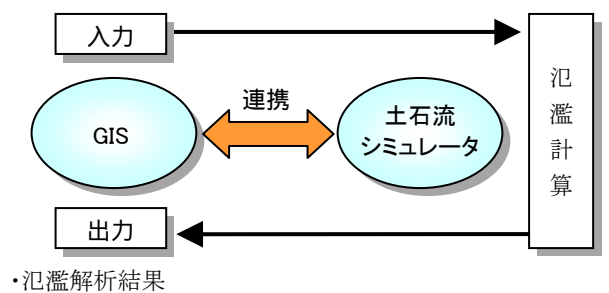 入力
連携
GIS
土石流
シミュレータ
氾濫計算
出力
・氾濫解析結果